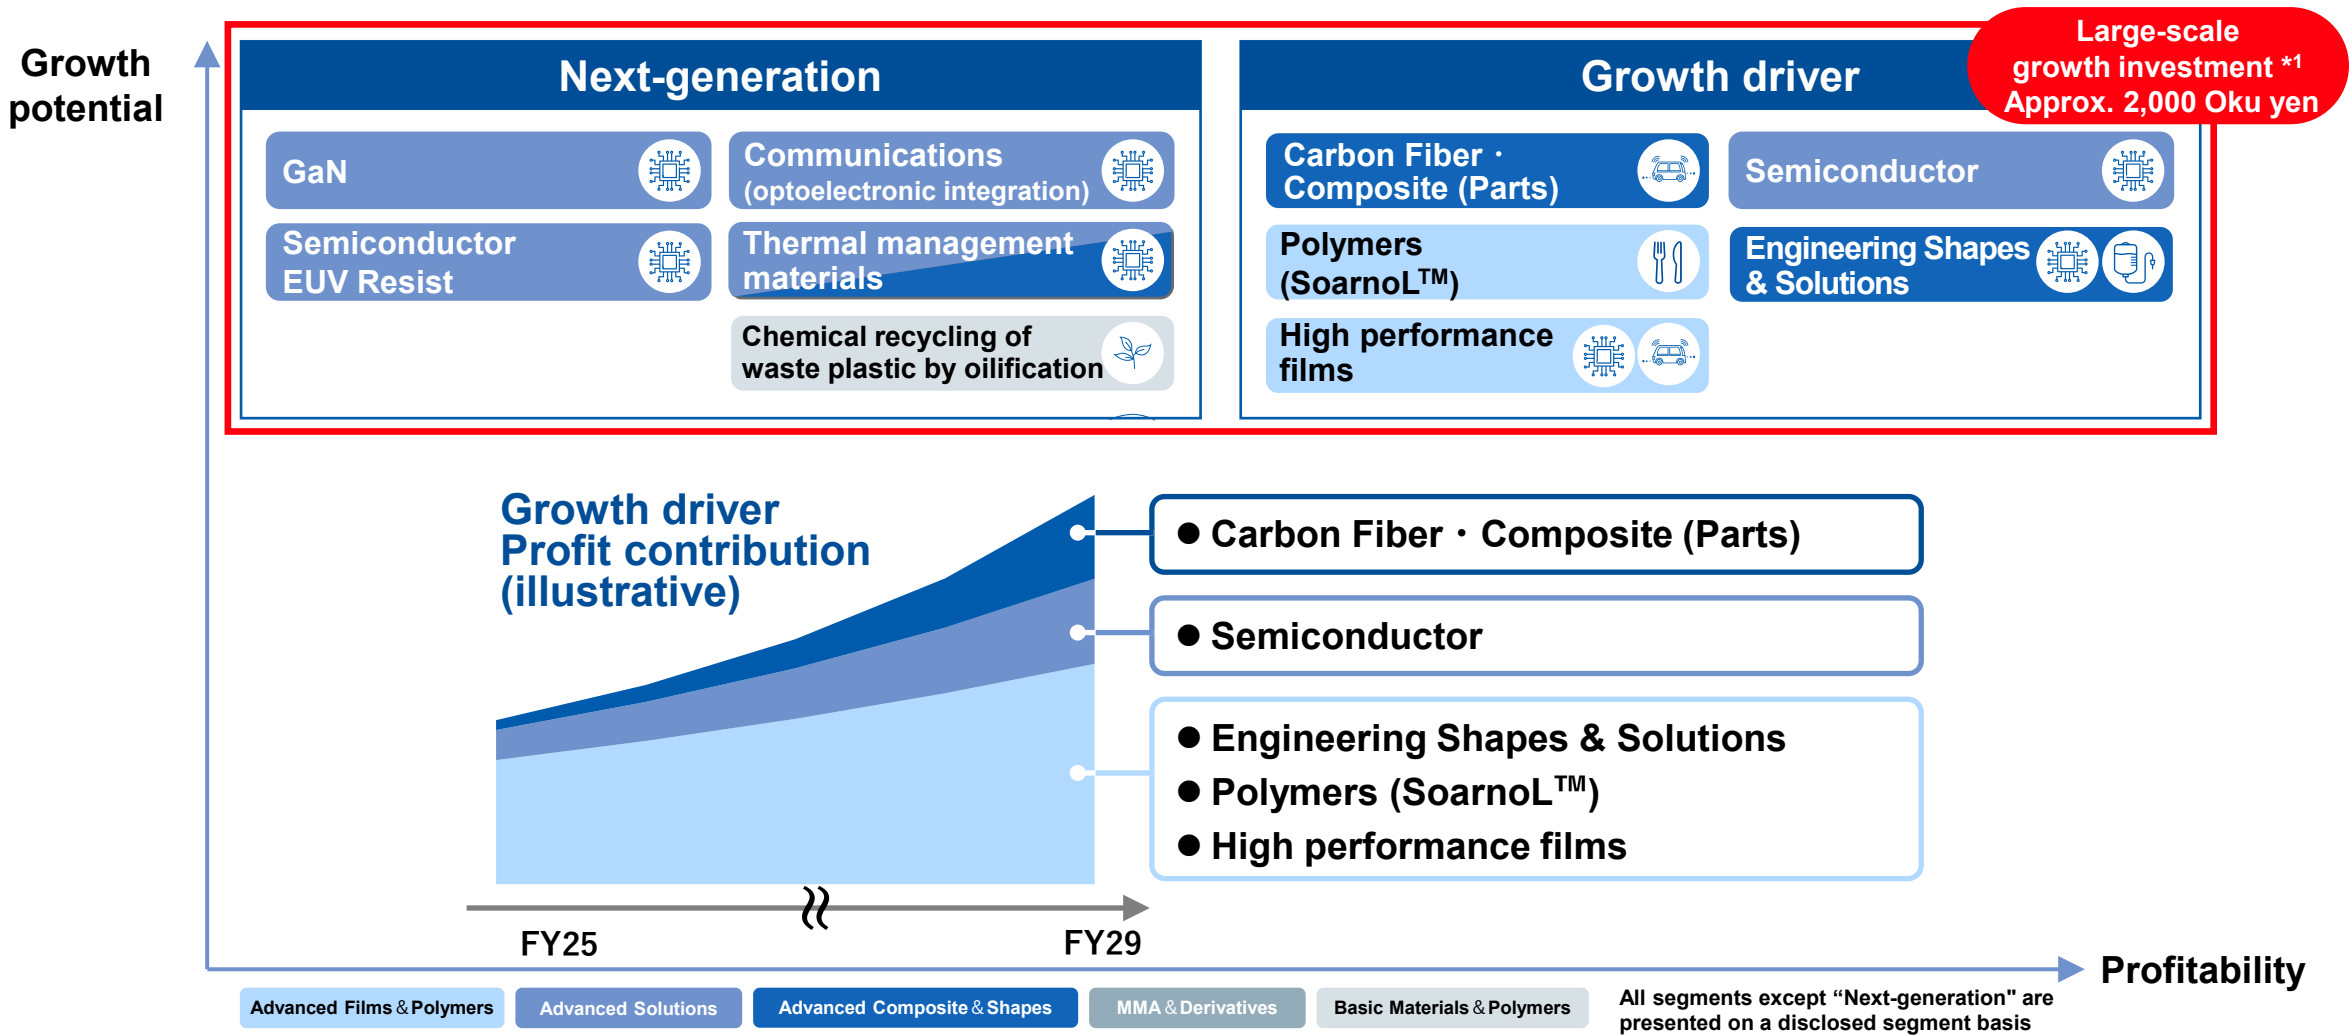 Growth
potential
Next-generation
GaN
Communications
(optoelectronic integration)
Semiconductor
EUV Resist
Thermal management
materials
Chemical recycling of
waste plastic by oilification
Growth driver
Large-scale
growth investment *1
Approx. 2,000 Oku yen
Carbon Fiber・
Composite (Parts)
Semiconductor
Polymers
(SoarnoL™)
Engineering Shapes
& Solutions
High performance
films
Growth driver
Profit contribution
(illustrative)
● Carbon Fiber・Composite (Parts)
● Semiconductor
● Engineering Shapes & Solutions
● Polymers (SoarnoL™)
● High performance films
FY25
FY29
Profitability
Advanced Films&Polymers
Advanced Solutions
Advanced Composite&Shapes
MMA&Derivatives
Basic Materials&Polymers
All segments except “Next-generation" are
presented on a disclosed segment basis